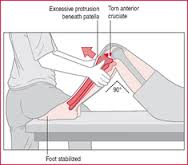 Excessive protrusion
beneath patella
Torn anterior
cruciate
90°
Foot stabilized